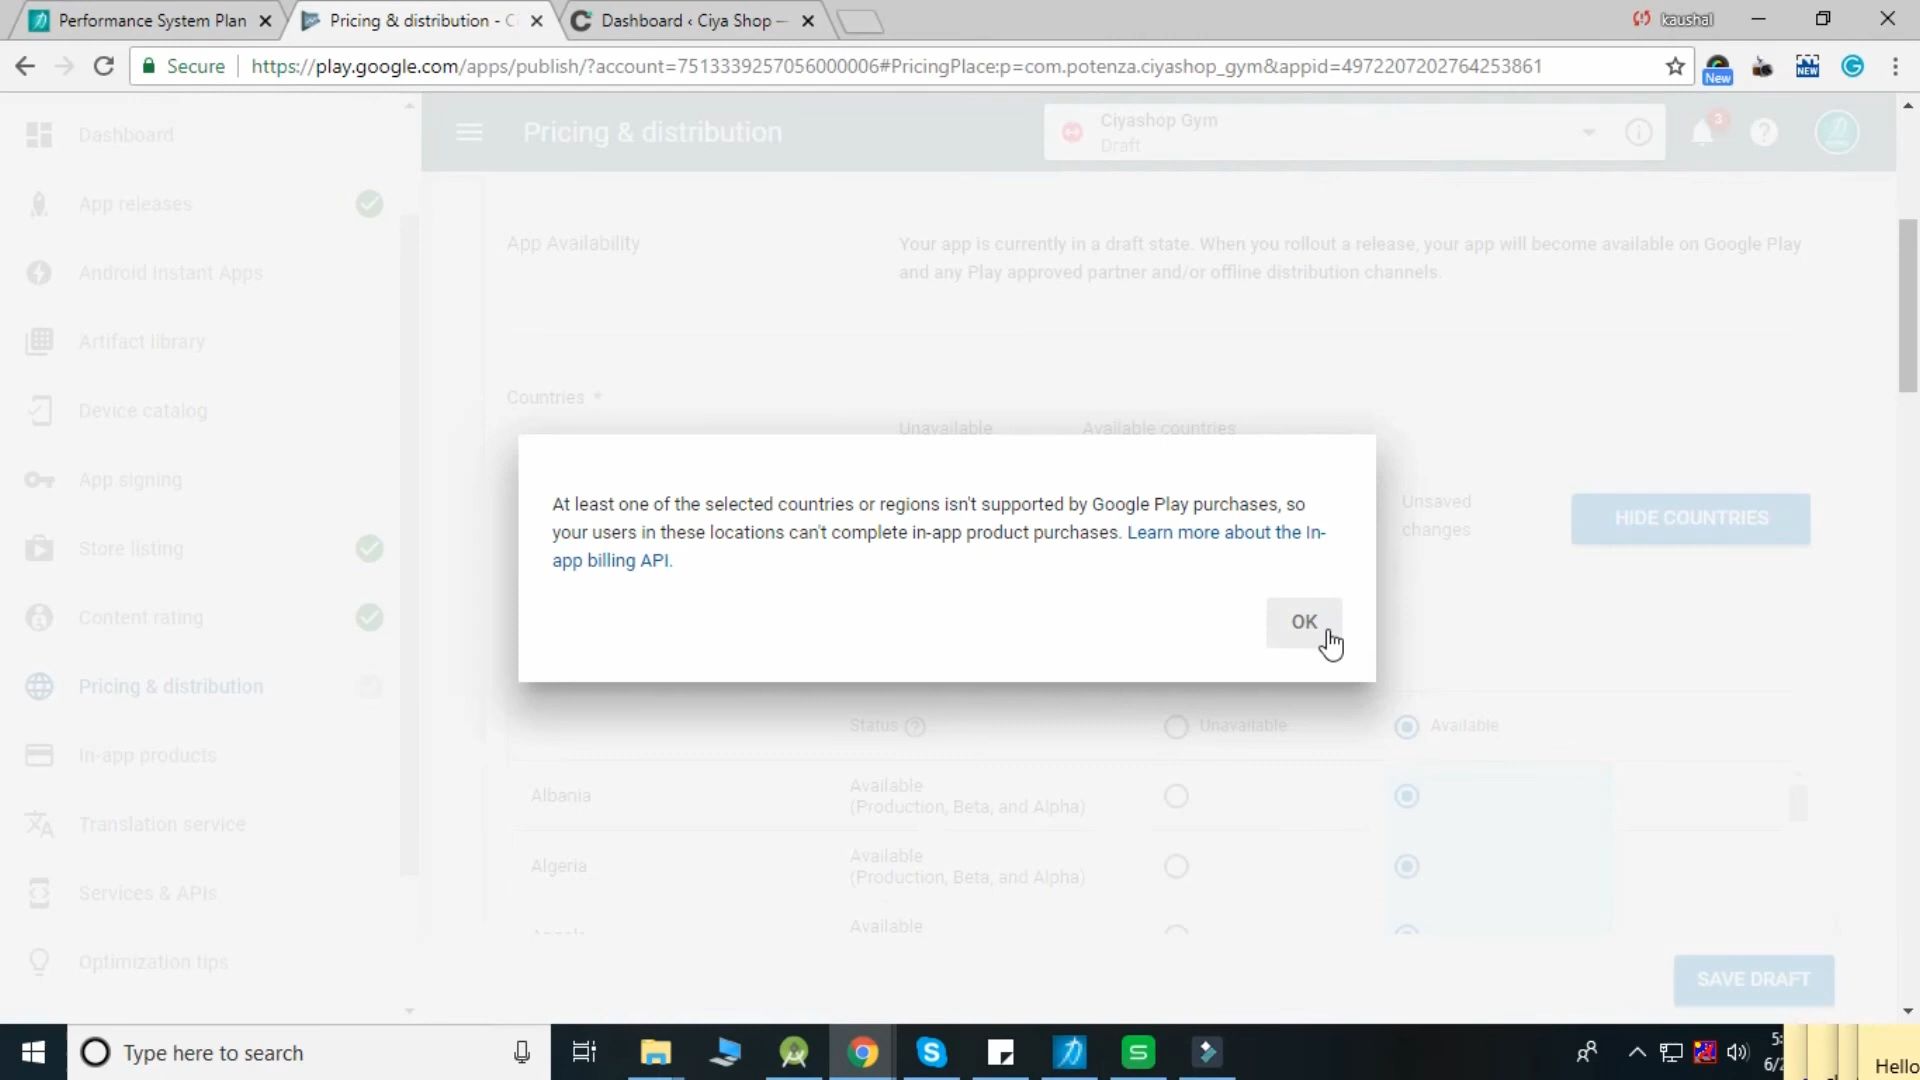 Performance System Plan
Pricing & distribution - C
Dashboard ‹ Ciya Shop —
kaushal
Secure
https://play.google.com/apps/publish/?account=7513339257056000006#PricingPlace:p=com.potenza.ciyashop_gym&appid=4972207202764253861
New
NEW
Dashboard
App releases
Android Instant Apps
Artifact library
Device catalog
App signing
Store listing
Content rating
Pricing & distribution
In-app products
Translation service
Services & APIs
Optimization tips
Pricing & distribution
Ciyashop Gym
Draft
3
App Availability
Your app is currently in a draft state. When you rollout a release, your app will become available on Google Play
and any Play approved partner and/or offline distribution channels.
Countries *
Unavailable
Available countries
At least one of the selected countries or regions isn't supported by Google Play purchases, so
your users in these locations can't complete in-app product purchases. Learn more about the In-
app billing API.
OK
Unsaved
changes
HIDE COUNTRIES
Status
Unavailable
Available
Albania
Available
(Production, Beta, and Alpha)
Algeria
Available
(Production, Beta, and Alpha)
Available
SAVE DRAFT
Type here to search
Hello